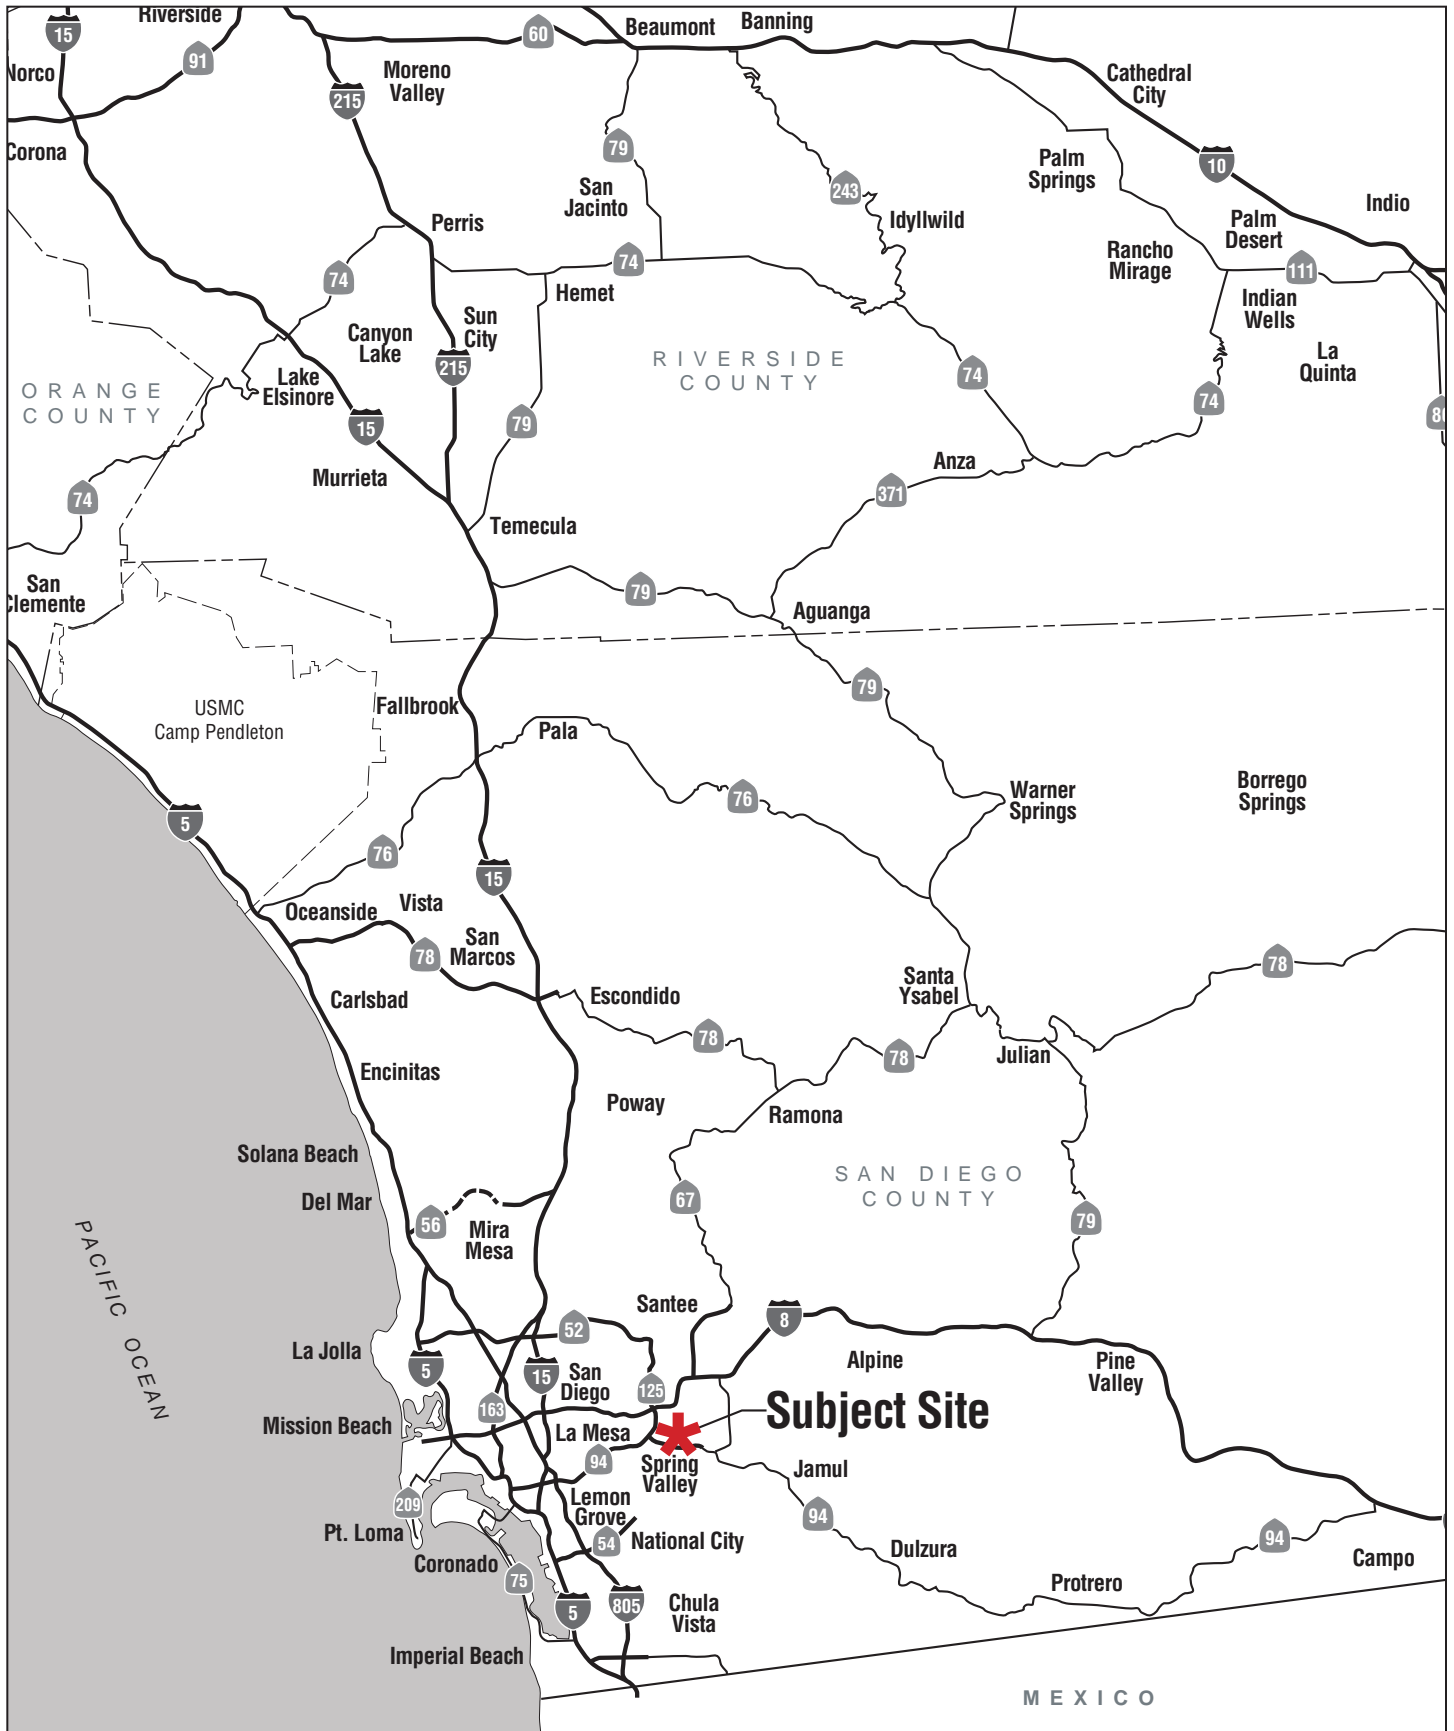 Riverside
15
91
60
Beaumont
Banning
Norco
Moreno
Valley
215
Cathedral
City
Corona
79
San
Jacinto
243
Idyllwild
Palm
Springs
10
Indio
Palm
Desert
Perris
74
74
Rancho
Mirage
111
Hemet
Indian
Wells
Sun
City
Canyon
Lake
215
RIVERSIDE
COUNTY
La
Quinta
ORANGE
COUNTY
Lake
Elsinore
15
79
74
74
Murrieta
Anza
371
74
Temecula
San
Clemente
79
Aguanga
79
USMC
Camp Pendleton
Fallbrook
Pala
76
Warner
Springs
Borrego
Springs
5
76
15
Oceanside
Vista
San
Marcos
78
78
Carlsbad
Escondido
Santa
Ysabel
78
78
Julian
Encinitas
Poway
Ramona
Solana Beach
Del Mar
56
Mira
Mesa
67
SAN DIEGO
COUNTY
79
PACIFIC OCEAN
Santee
8
52
La Jolla
5
15
San
Diego
125
Alpine
Pine
Valley
163
Subject Site
Mission Beach
La Mesa
94
Spring
Valley
Jamul
209
Lemon
Grove
94
Pt. Loma
54
National City
94
Coronado
75
Dulzura
Campo
Protrero
5
805
Chula
Vista
Imperial Beach
MEXICO